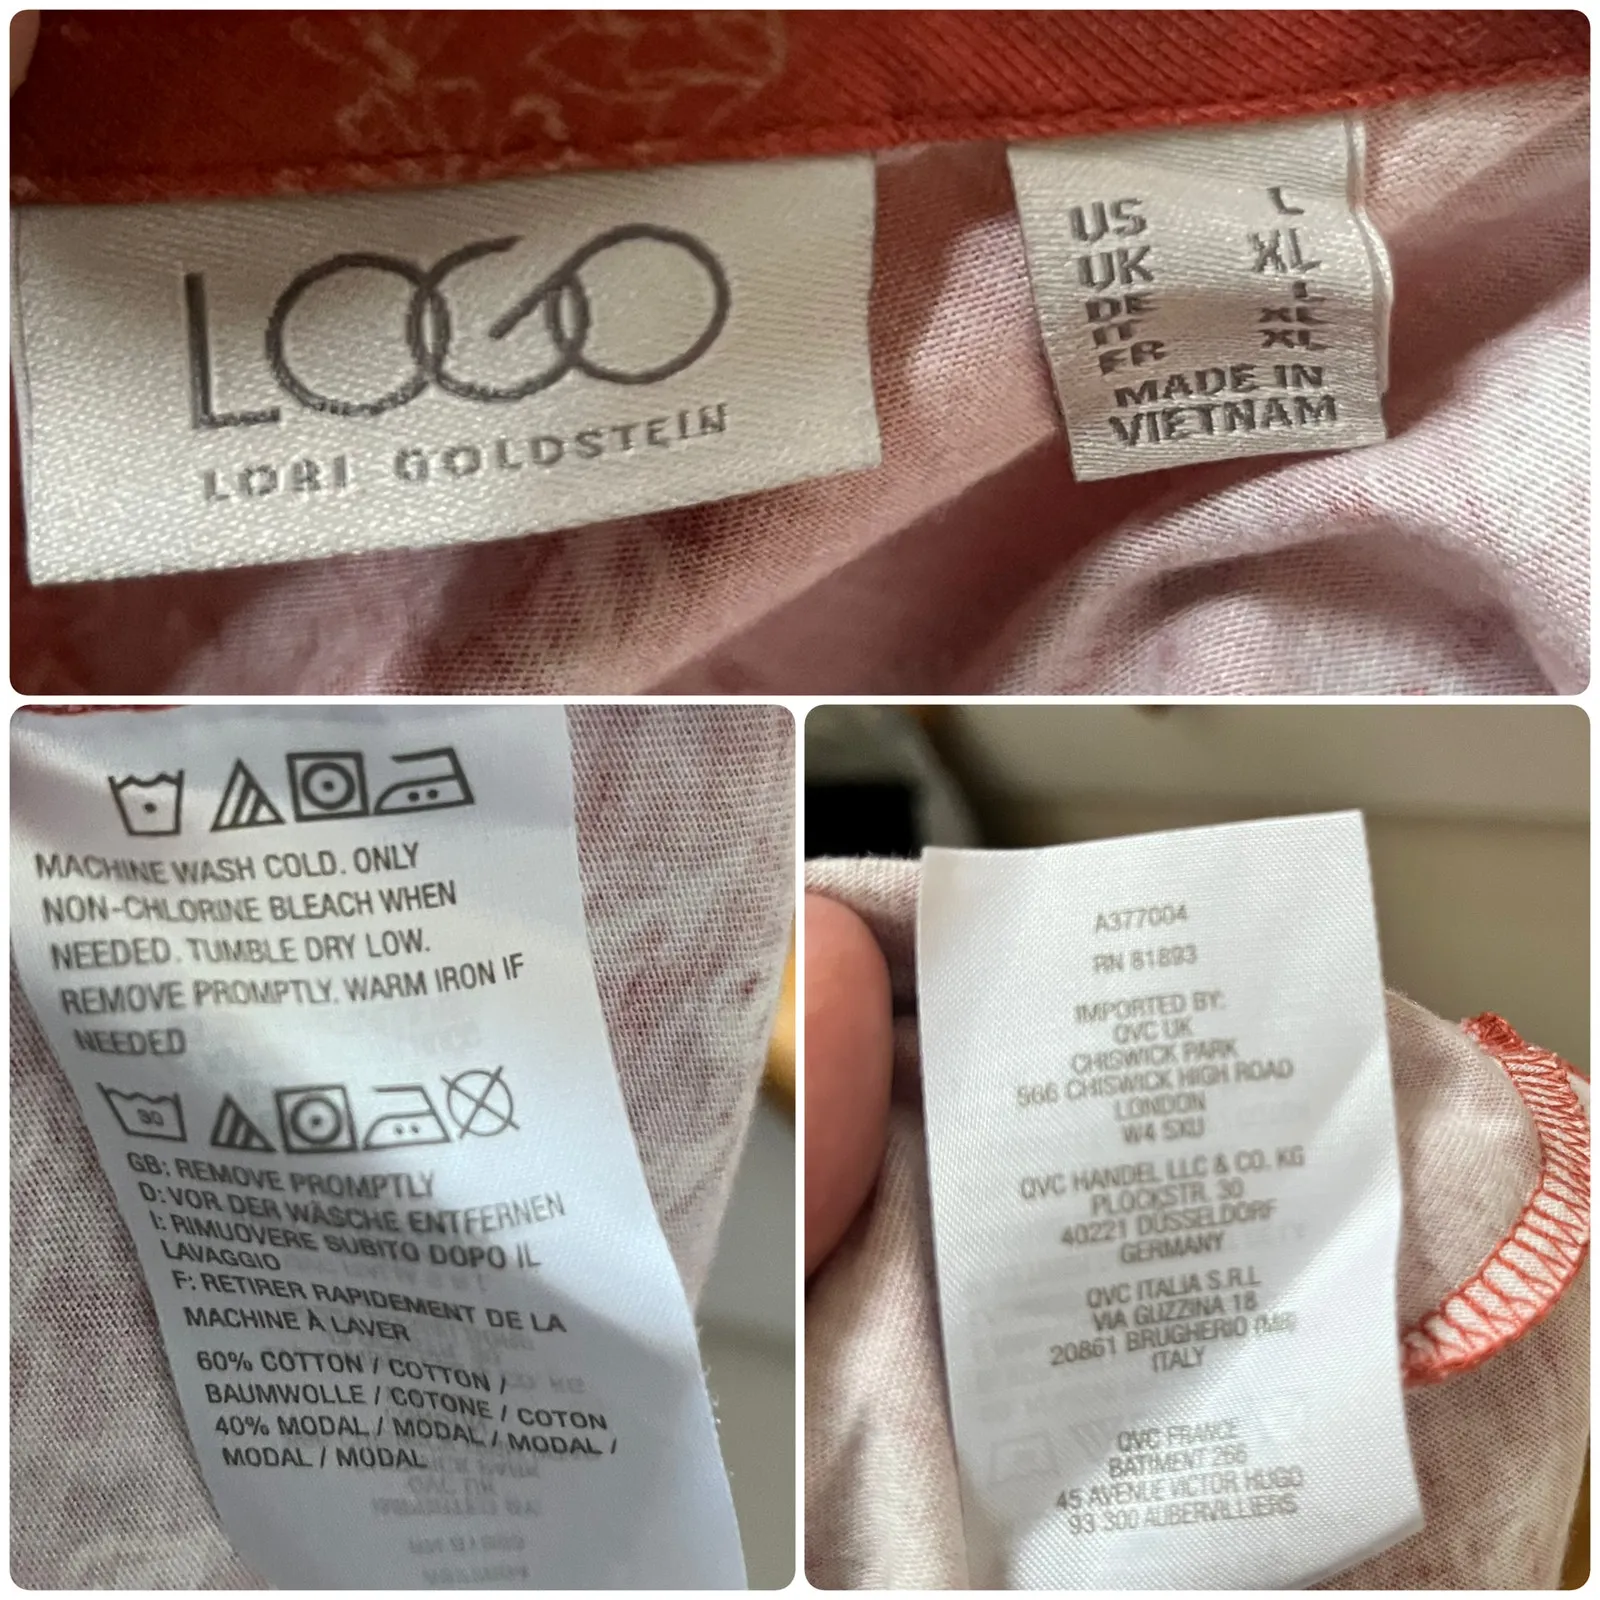 LOGO
LORI GOLDSTEIN
US L
UK XL
DE L
IT XL
FR XL
MADE IN
VIETNAM
MACHINE WASH COLD. ONLY
NON-CHLORINE BLEACH WHEN
NEEDED. TUMBLE DRY LOW.
REMOVE PROMPTLY. WARM IRON IF
NEEDED
30
GB: REMOVE PROMPTLY
D: VOR DER WÄSCHE ENTFERNEN
I: RIMUOVERE SUBITO DOPO IL
LAVAGGIO
F: RETIRER RAPIDEMENT DE LA
MACHINE À LAVER
60% COTTON / COTTON /
BAUMWOLLE / COTONE / COTON
40% MODAL / MODAL / MODAL /
MODAL / MODAL
A377004
RN 81893
IMPORTED BY:
QVC UK
CHISWICK PARK
566 CHISWICK HIGH ROAD
LONDON
W4 5XU
QVC HANDEL LLC & CO. KG
PLOCKSTR. 30
40221 DÜSSELDORF
GERMANY
QVC ITALIA S.R.L
VIA GUZZINA 18
20861 BRUGHERIO (MB)
ITALY
QVC FRANCE
BATIMENT 266
45 AVENUE VICTOR HUGO
93 300 AUBERVILLIERS